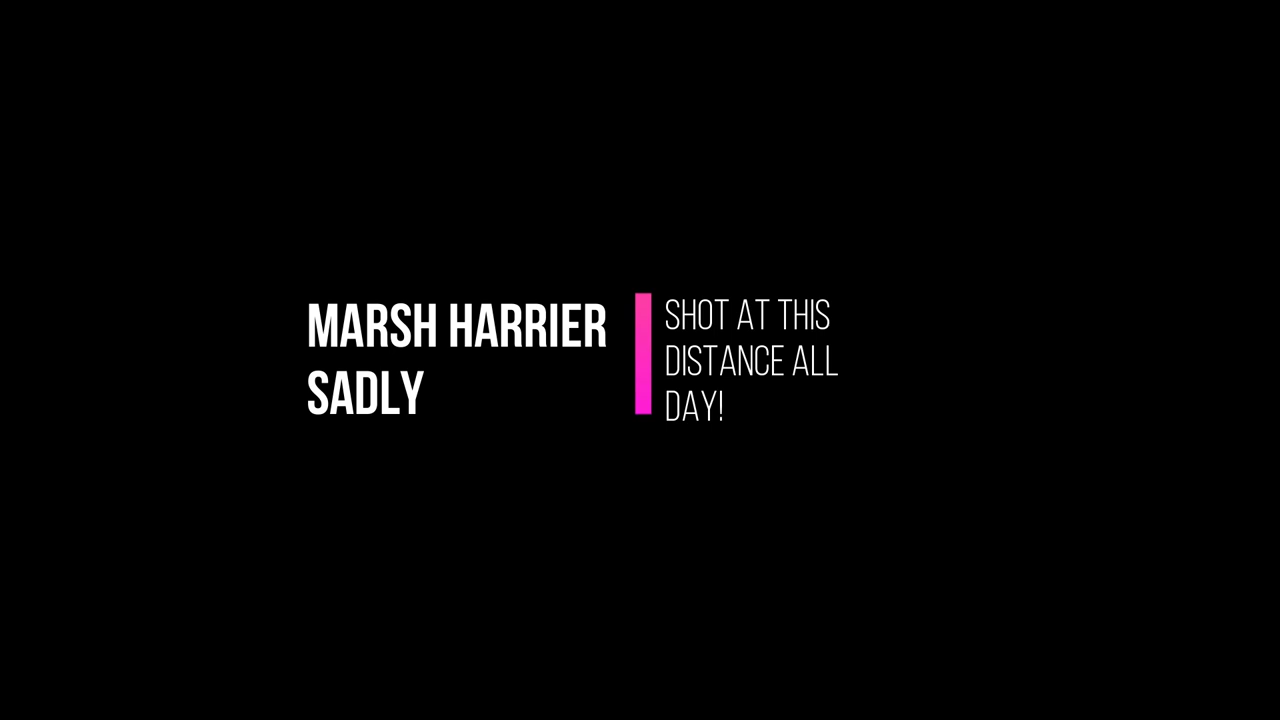 MARSH HARRIER
SADLY
SHOT AT THIS
DISTANCE ALL
DAY!